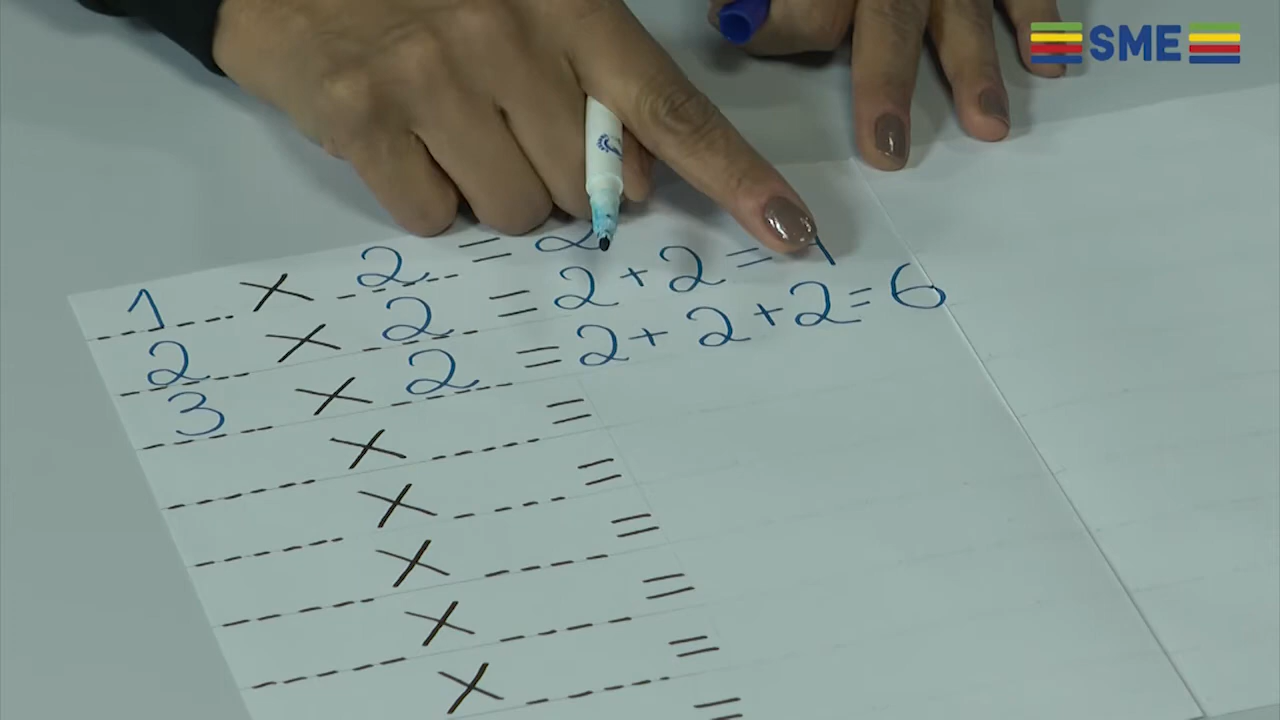 SME
1 × 2 = 2
2 × 2 = 2 + 2 =
3 × 2 = 2 + 2 + 2 = 6
× =
× =
× =
× =
× =
=